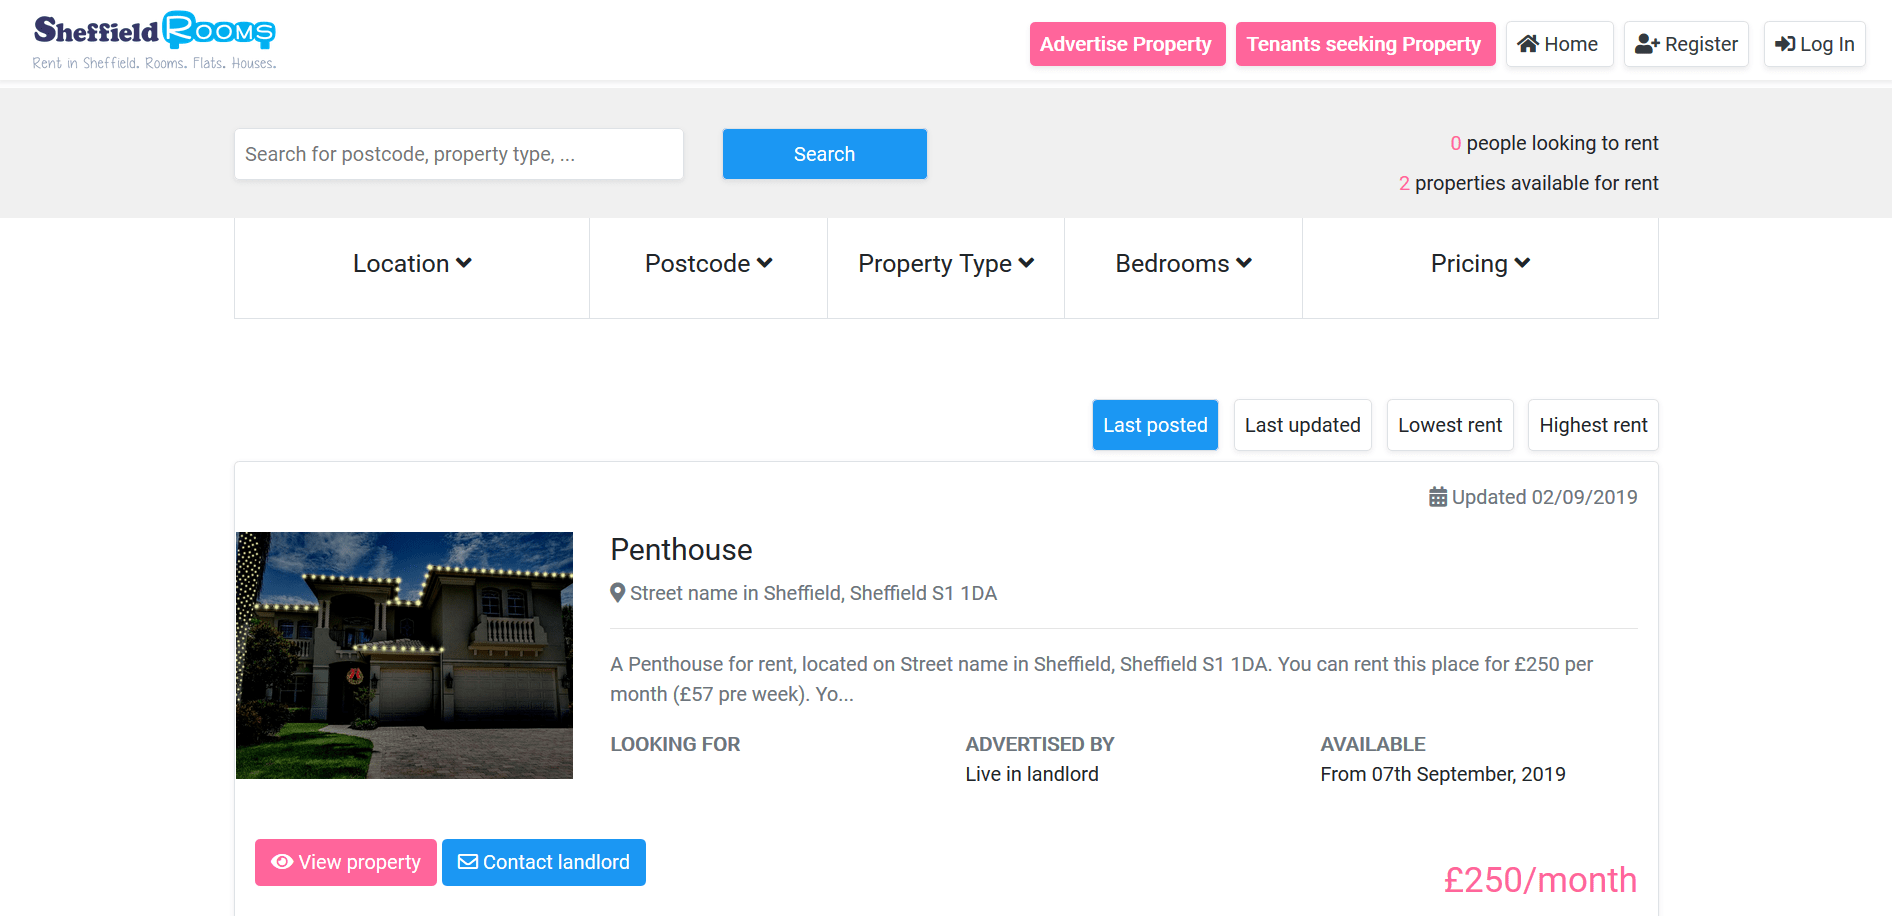 Sheffield Rooms
Rent in Sheffield. Rooms. Flats. Houses.
Advertise Property
Tenants seeking Property
Home
Register
Log In
Search for postcode, property type, ...
Search
0 people looking to rent
2 properties available for rent
Location
Postcode
Property Type
Bedrooms
Pricing
Last posted
Last updated
Lowest rent
Highest rent
Updated 02/09/2019
Penthouse
Street name in Sheffield, Sheffield S1 1DA
A Penthouse for rent, located on Street name in Sheffield, Sheffield S1 1DA. You can rent this place for £250 per
month (£57 pre week). Yo...
LOOKING FOR
ADVERTISED BY
Live in landlord
AVAILABLE
From 07th September, 2019
View property
Contact landlord
£250/month